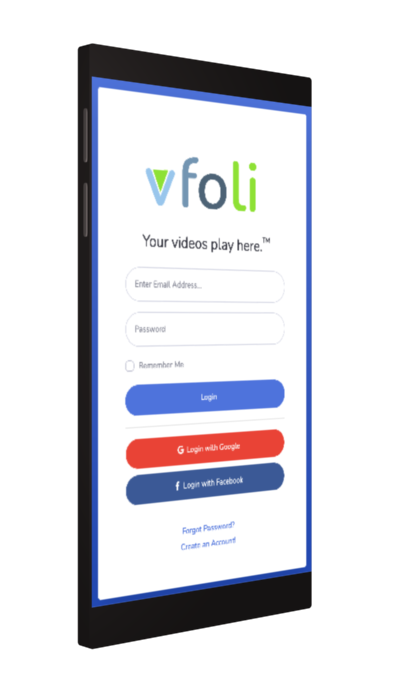 vfoli
Your videos play here.™
Enter Email Address...
Password
Remember Me
Login
G Login with Google
f Login with Facebook
Forgot Password?
Create an Account!